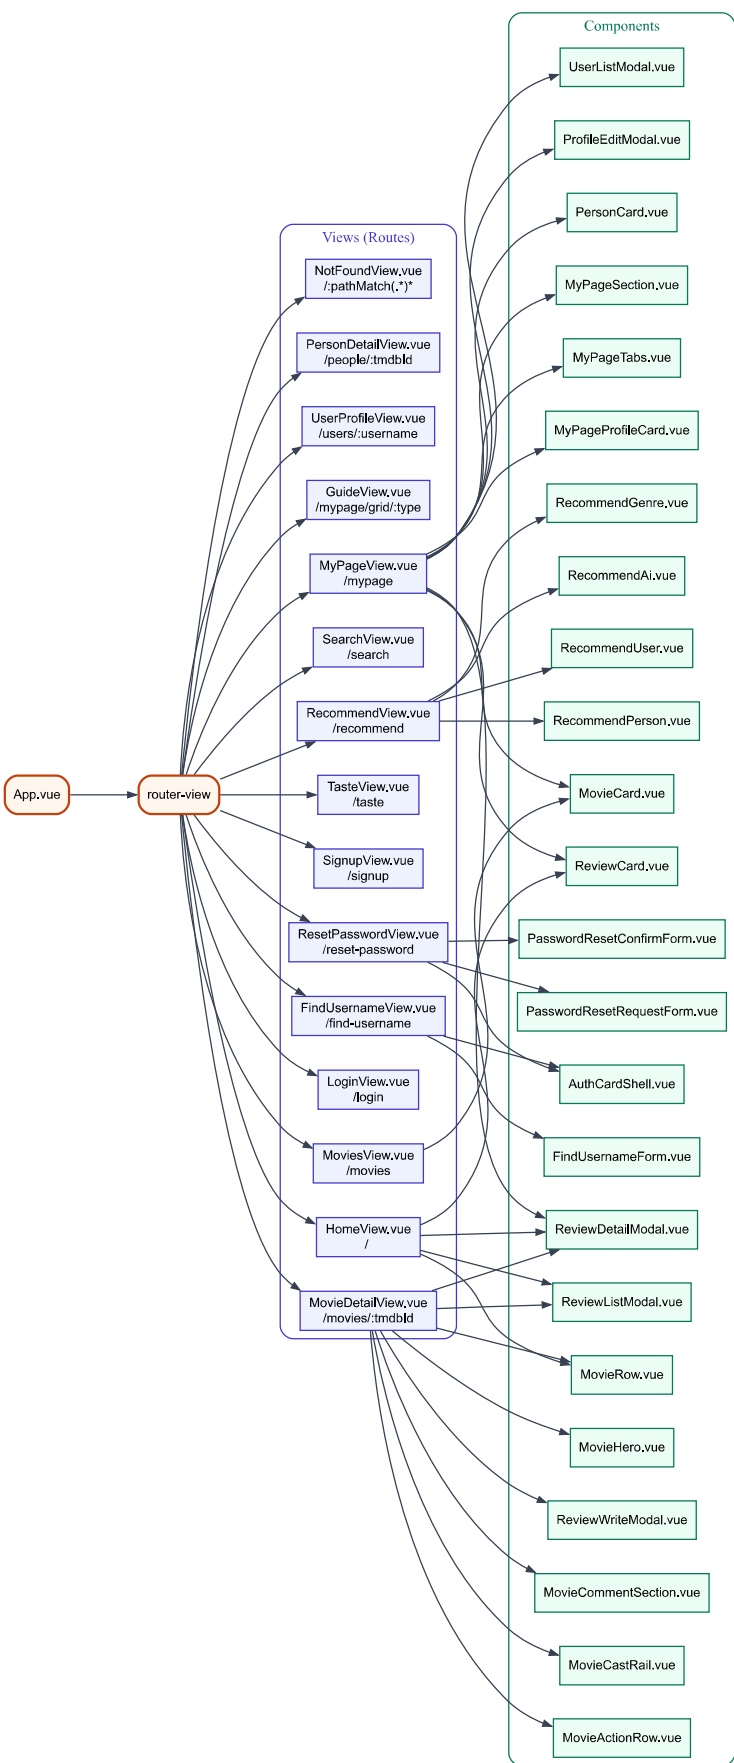 App.vue
router-view
Views (Routes)
NotFoundView.vue
/:pathMatch(.*)*
PersonDetailView.vue
/people/:tmdbId
UserProfileView.vue
/users/:username
GuideView.vue
/mypage/grid/:type
MyPageView.vue
/mypage
SearchView.vue
/search
RecommendView.vue
/recommend
TasteView.vue
/taste
SignupView.vue
/signup
ResetPasswordView.vue
/reset-password
FindUsernameView.vue
/find-username
LoginView.vue
/login
MoviesView.vue
/movies
HomeView.vue
/
MovieDetailView.vue
/movies/:tmdbId
Components
UserListModal.vue
ProfileEditModal.vue
PersonCard.vue
MyPageSection.vue
MyPageTabs.vue
MyPageProfileCard.vue
RecommendGenre.vue
RecommendAi.vue
RecommendUser.vue
RecommendPerson.vue
MovieCard.vue
ReviewCard.vue
PasswordResetConfirmForm.vue
PasswordResetRequestForm.vue
AuthCardShell.vue
FindUsernameForm.vue
ReviewDetailModal.vue
ReviewListModal.vue
MovieRow.vue
MovieHero.vue
ReviewWriteModal.vue
MovieCommentSection.vue
MovieCastRail.vue
MovieActionRow.vue